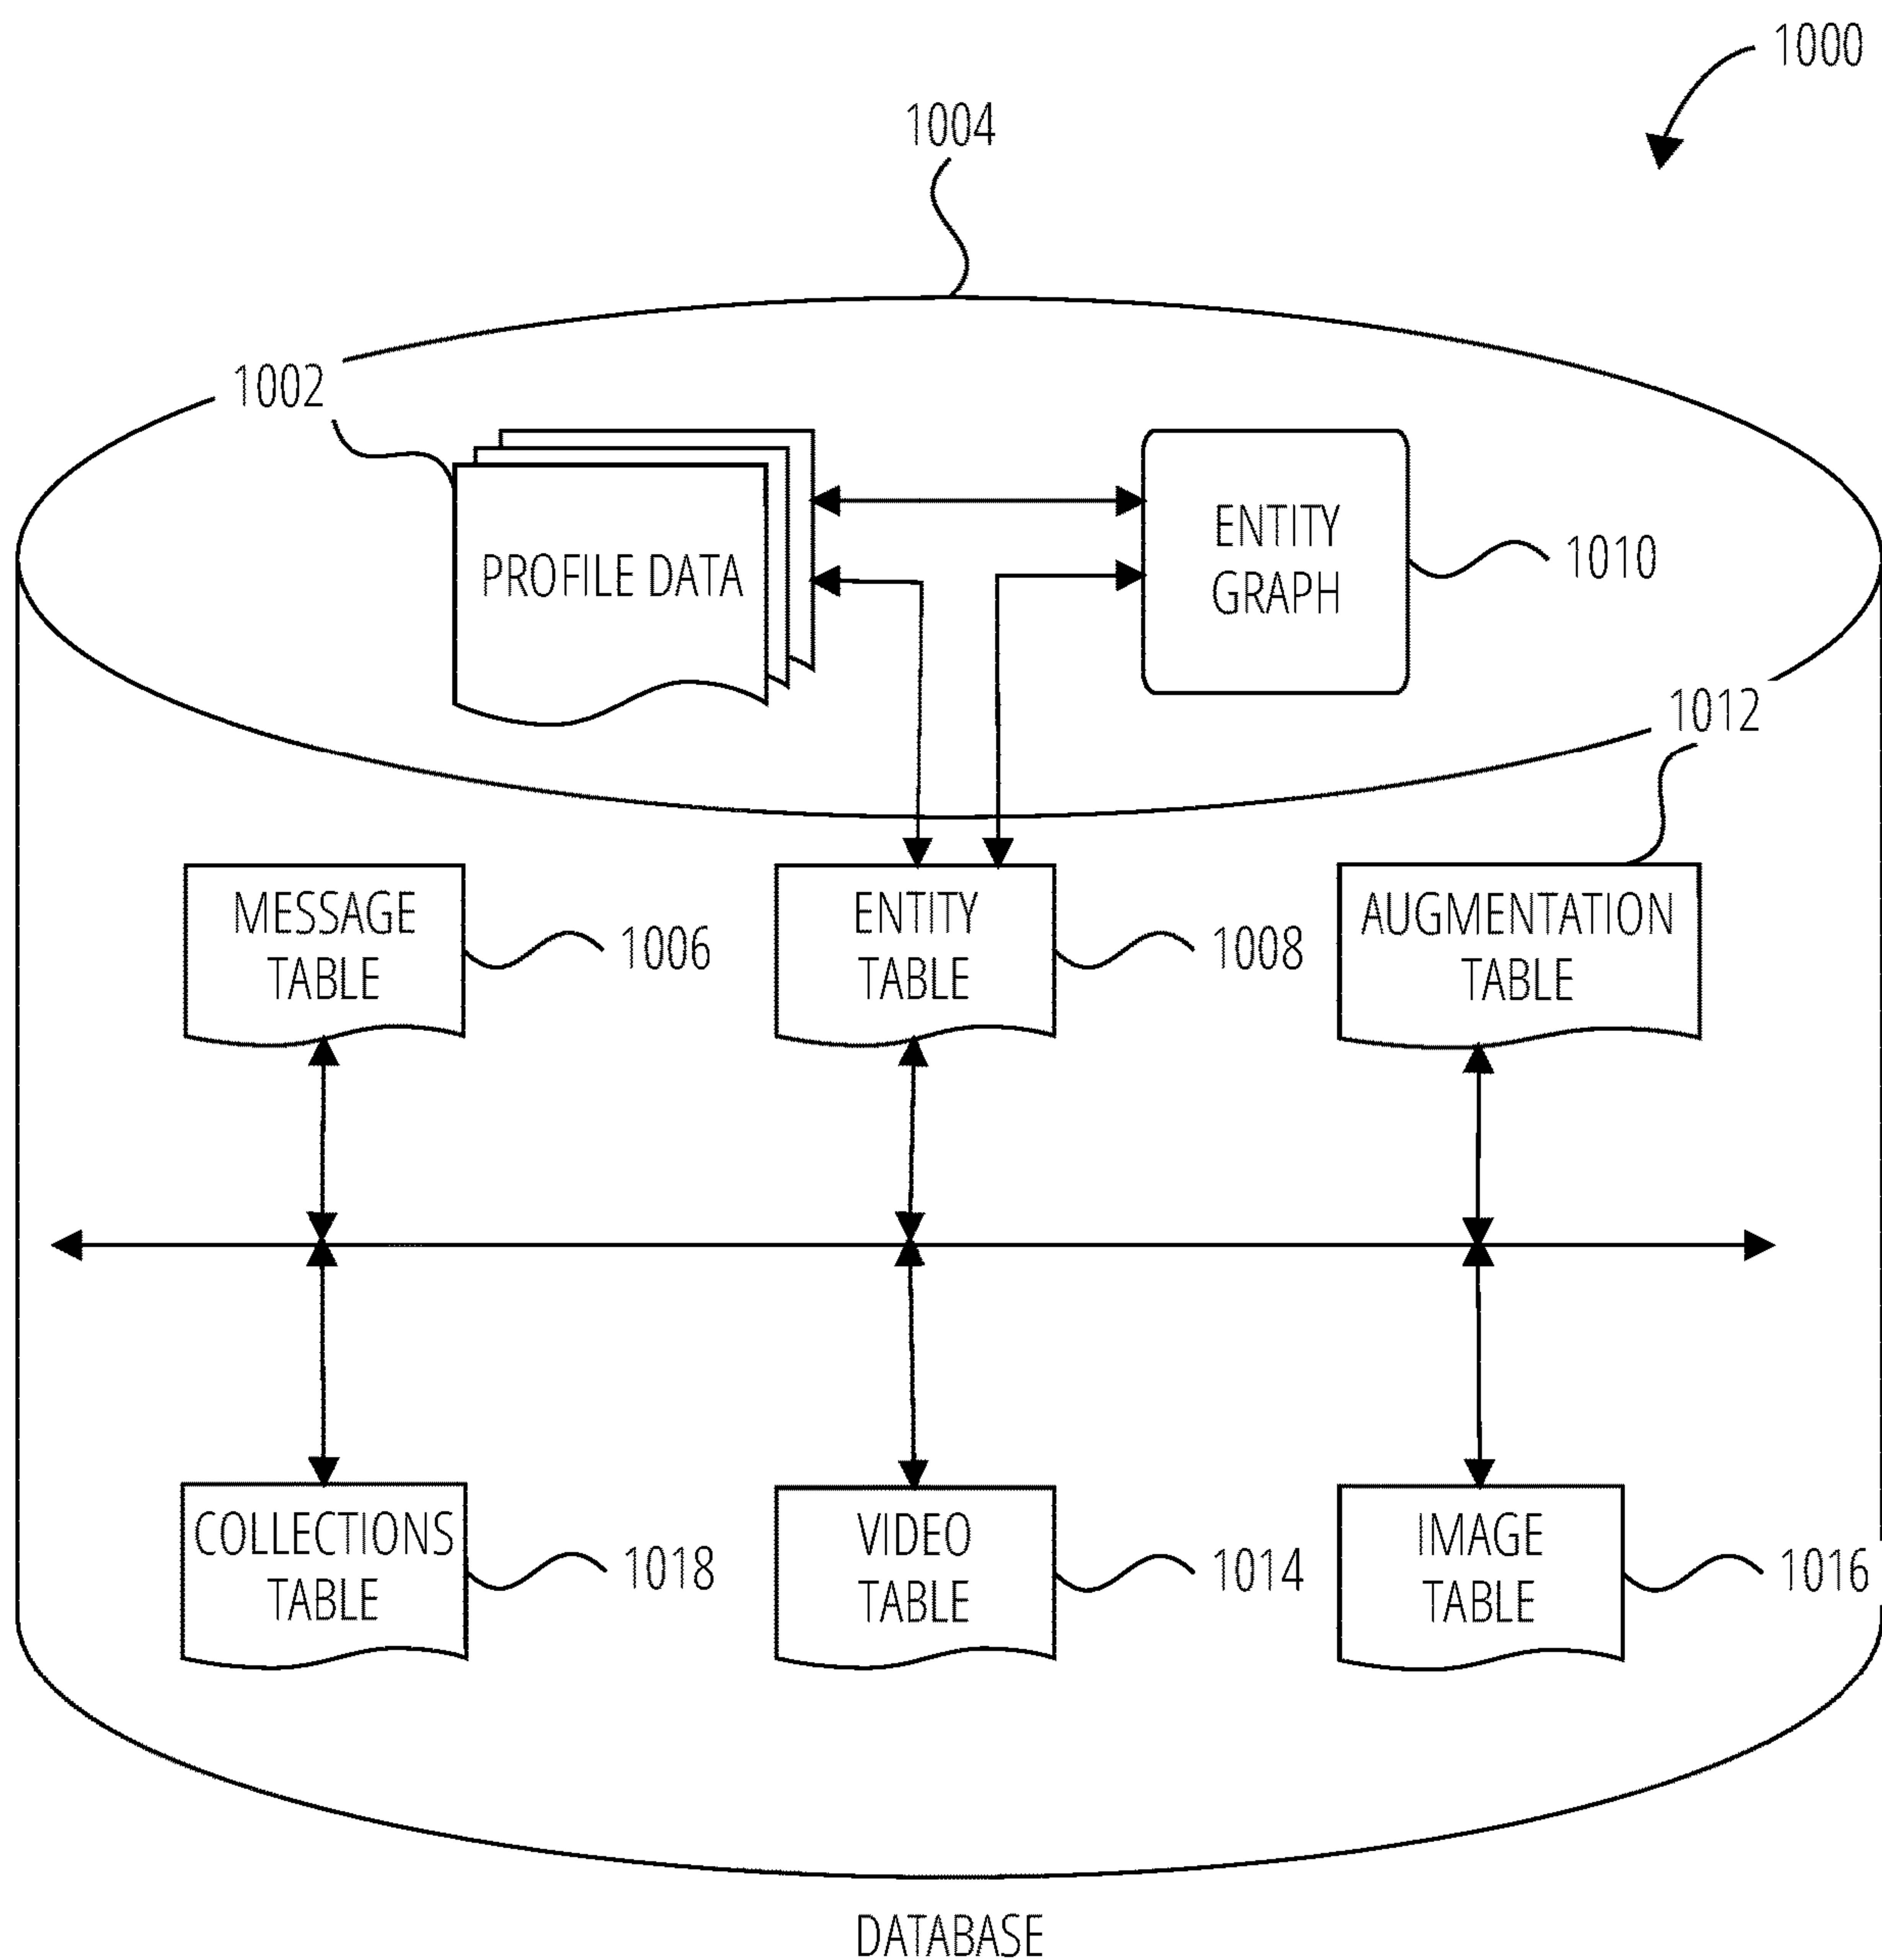 1000
1004
1002
PROFILE DATA
ENTITY
GRAPH
1010
1012
MESSAGE
TABLE
1006
ENTITY
TABLE
1008
AUGMENTATION
TABLE
COLLECTIONS
TABLE
1018
VIDEO
TABLE
1014
IMAGE
TABLE
1016
DATABASE